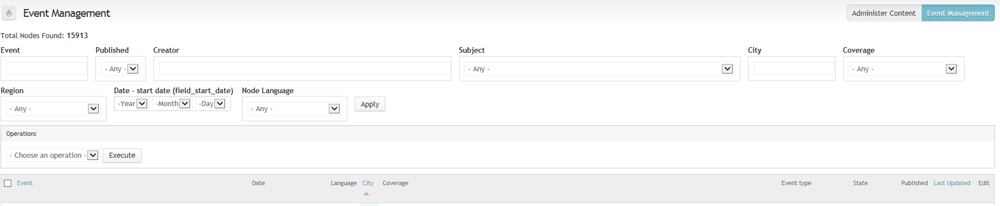 Event Management
Administer Content Event Management
Total Nodes Found: 15913
Event Published Creator Subject City Coverage
- Any - - Any - - Any -
Region Date - start date (field_start_date) Node Language
- Any - -Year -Month -Day - Any - Apply
Operations
- Choose an operation - Execute
Event Date Language City Coverage Event type State Published Last Updated Edit